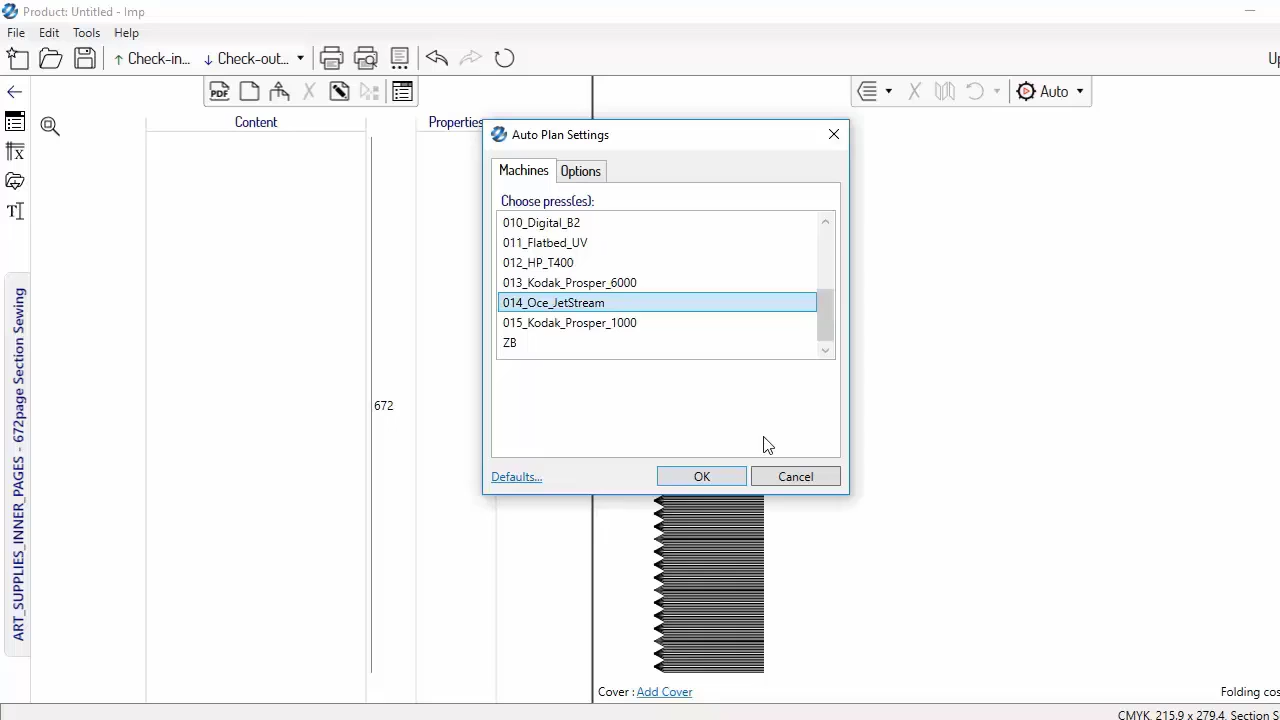 Product: Untitled - Imp
File Edit Tools Help
Check-in... Check-out...
PDF
Auto
Content
Properties
Auto Plan Settings
Machines Options
Choose press(es):
010_Digital_B2
011_Flatbed_UV
012_HP_T400
013_Kodak_Prosper_6000
014_Oce_JetStream
015_Kodak_Prosper_1000
ZB
Defaults...
OK
Cancel
672
ART_SUPPLIES_INNER_PAGES - 672page Section Sewing
Cover : Add Cover
Folding cos
CMYK, 215.9 x 279.4, Section S
Up